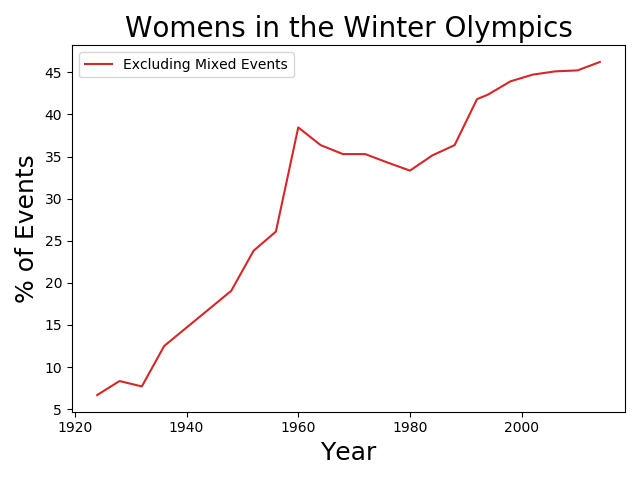 Womens in the Winter Olympics
Excluding Mixed Events
% of Events
45
40
35
30
25
20
15
10
5
1920 1940 1960 1980 2000
Year